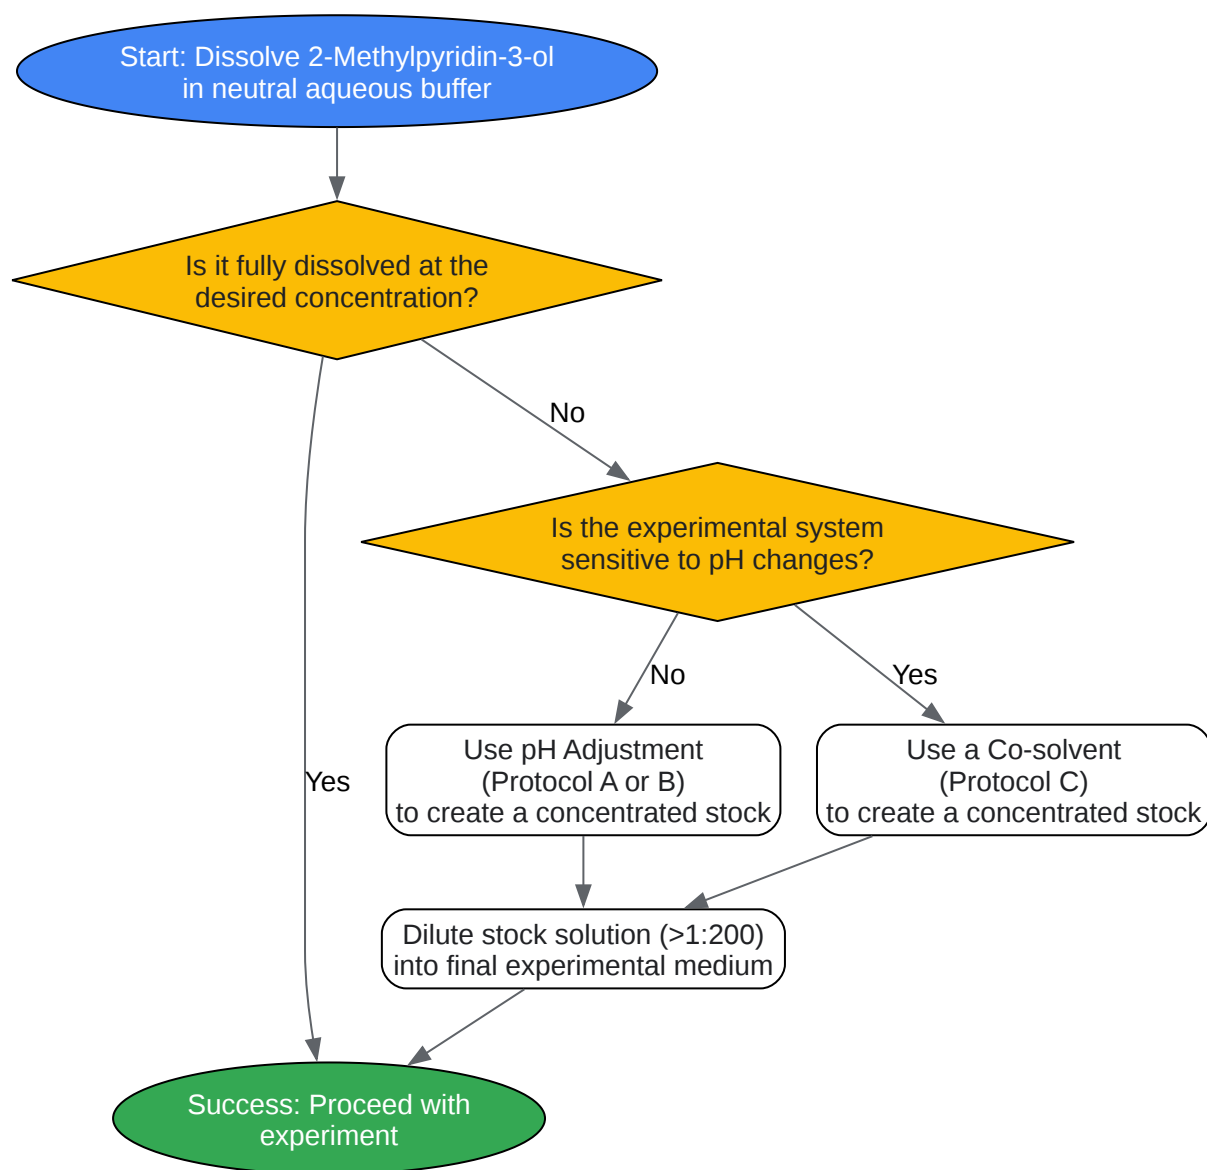 Start: Dissolve 2-Methylpyridin-3-ol
in neutral aqueous buffer
Is it fully dissolved at the
desired concentration?
No
Is the experimental system
sensitive to pH changes?
No
Yes
Use pH Adjustment
(Protocol A or B)
to create a concentrated stock
Use a Co-solvent
(Protocol C)
to create a concentrated stock
Yes
Dilute stock solution (>1:200)
into final experimental medium
Success: Proceed with
experiment